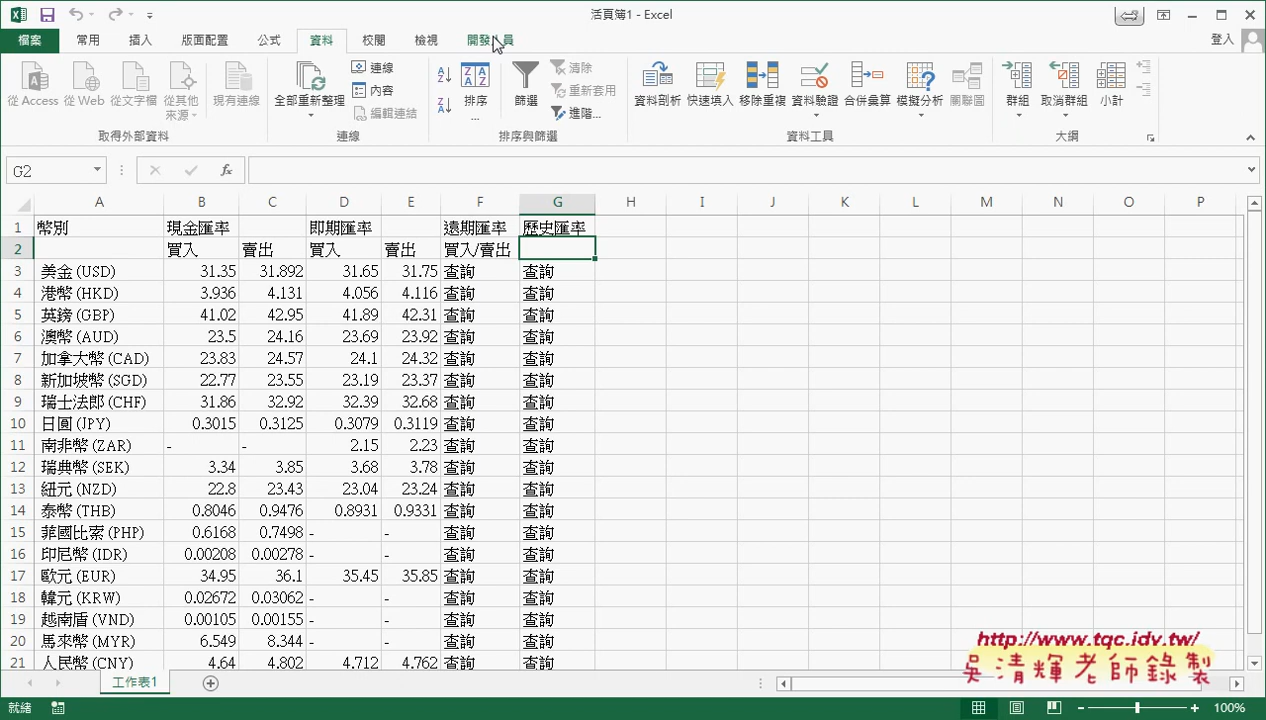 活頁簿1 - Excel
檔案 常用 插入 版面配置 公式 資料 校閱 檢視 開發人員 登入
從 Access 從 Web 從文字檔 從其他來源 現有連線 全部重新整理 連線 內容 編輯連結 排序... 篩選 清除 重新套用 進階... 資料剖析 快速填入 移除重複 資料驗證 合併彙算 模擬分析 關聯圖 群組 取消群組 小計
取得外部資料 連線 排序與篩選 資料工具 大綱
G2 fx
A B C D E F G H I J K L M N O P
1 幣別 現金匯率 即期匯率 遠期匯率 歷史匯率
2 買入 賣出 買入 賣出 買入/賣出
3 美金 (USD) 31.35 31.892 31.65 31.75 查詢 查詢
4 港幣 (HKD) 3.936 4.131 4.056 4.116 查詢 查詢
5 英鎊 (GBP) 41.02 42.95 41.89 42.31 查詢 查詢
6 澳幣 (AUD) 23.5 24.16 23.69 23.92 查詢 查詢
7 加拿大幣 (CAD) 23.83 24.57 24.1 24.32 查詢 查詢
8 新加坡幣 (SGD) 22.77 23.55 23.19 23.37 查詢 查詢
9 瑞士法郎 (CHF) 31.86 32.92 32.39 32.68 查詢 查詢
10 日圓 (JPY) 0.3015 0.3125 0.3079 0.3119 查詢 查詢
11 南非幣 (ZAR) - - 2.15 2.23 查詢 查詢
12 瑞典幣 (SEK) 3.34 3.85 3.68 3.78 查詢 查詢
13 紐元 (NZD) 22.8 23.43 23.04 23.24 查詢 查詢
14 泰幣 (THB) 0.8046 0.9476 0.8931 0.9331 查詢 查詢
15 菲國比索 (PHP) 0.6168 0.7498 - - 查詢 查詢
16 印尼幣 (IDR) 0.00208 0.00278 - - 查詢 查詢
17 歐元 (EUR) 34.95 36.1 35.45 35.85 查詢 查詢
18 韓元 (KRW) 0.02672 0.03062 - - 查詢 查詢
19 越南盾 (VND) 0.00105 0.00155 - - 查詢 查詢
20 馬來幣 (MYR) 6.549 8.344 - - 查詢 查詢
21 人民幣 (CNY) 4.64 4.802 4.712 4.762 查詢 查詢
http://www.tqc.idv.tw/
吳清輝老師錄製
工作表1
就緒 100%